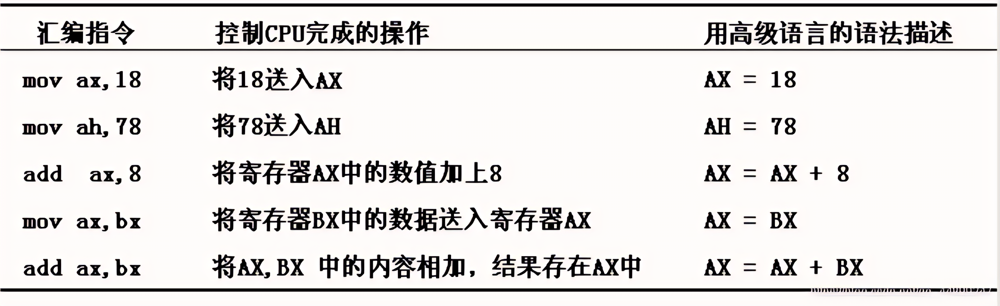 汇编指令 控制CPU完成的操作 用高级语言的语法描述
mov ax,18 将18送入AX AX = 18
mov ah,78 将78送入AH AH = 78
add ax,8 将寄存器AX中的数值加上8 AX = AX + 8
mov ax,bx 将寄存器BX中的数据送入寄存器AX AX = BX
add ax,bx 将AX,BX 中的内容相加，结果存在AX中 AX = AX + BX